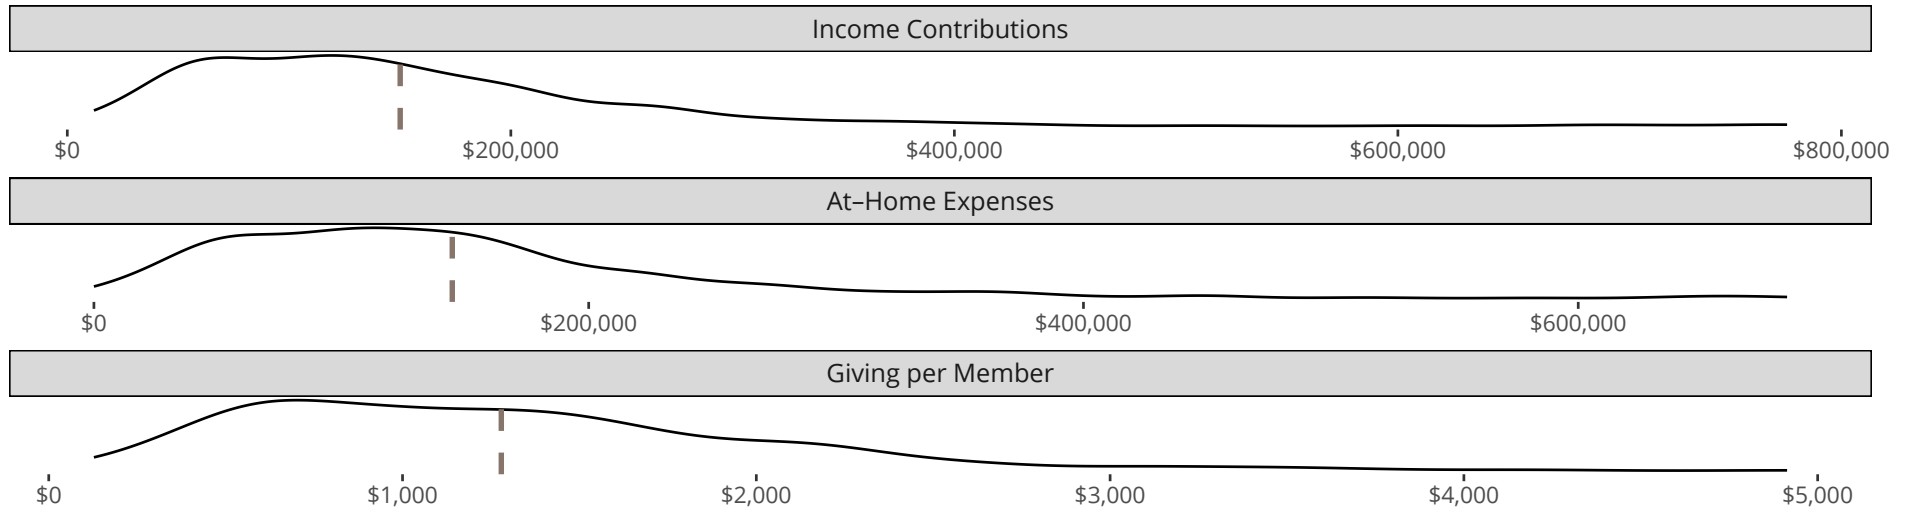 Income Contributions
$0 $200,000 $400,000 $600,000 $800,000
At–Home Expenses
$0 $200,000 $400,000 $600,000
Giving per Member
$0 $1,000 $2,000 $3,000 $4,000 $5,000